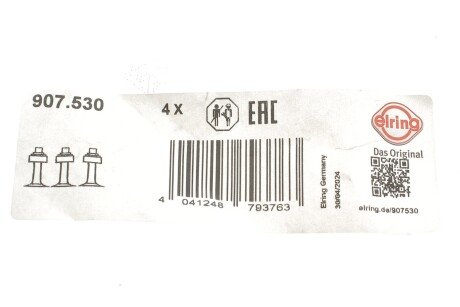 907.530
4 X
EAC
elring
Das Original
4 041248 793763
Elring Germany
30/04/2024
elring.de/907530